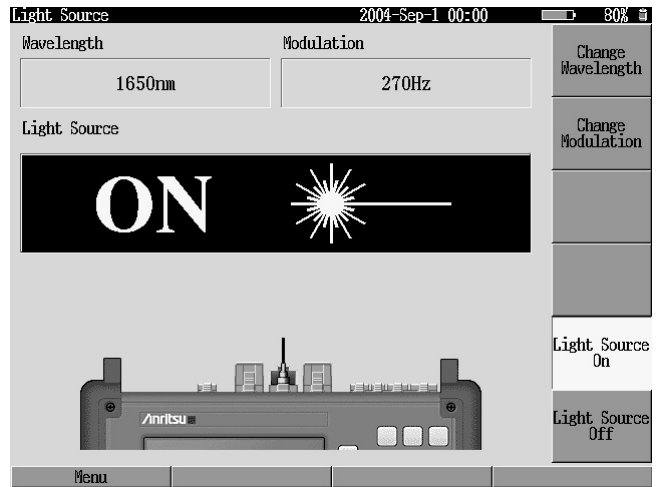 Light Source 2004-Sep-1 00:00 80%
Wavelength Modulation
1650nm 270Hz
Light Source
ON
Anritsu
Change
Wavelength
Change
Modulation
Light Source
On
Light Source
Off
Menu